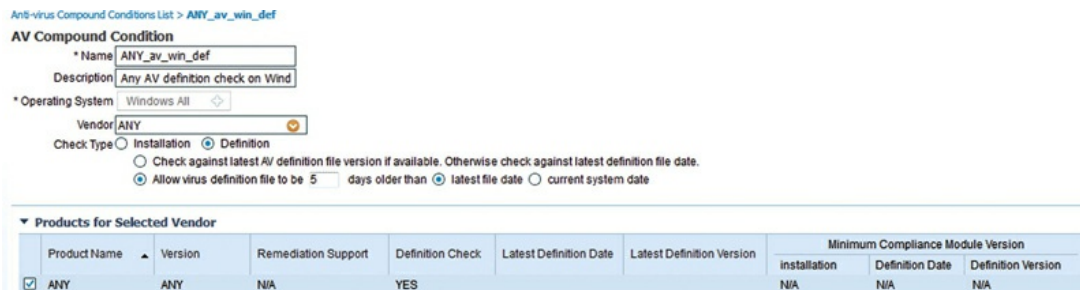 Anti-virus Compound Conditions List > ANY_av_win_def
AV Compound Condition
* Name ANY_av_win_def
Description Any AV definition check on Wind
* Operating System Windows All
Vendor ANY
Check Type Installation Definition
Check against latest AV definition file version if available. Otherwise check against latest definition file date.
Allow virus definition file to be 5 days older than latest file date current system date
Products for Selected Vendor
Minimum Compliance Module Version
Product Name Version Remediation Support Definition Check Latest Definition Date Latest Definition Version
installation Definition Date Definition Version
ANY ANY N/A YES N/A N/A N/A